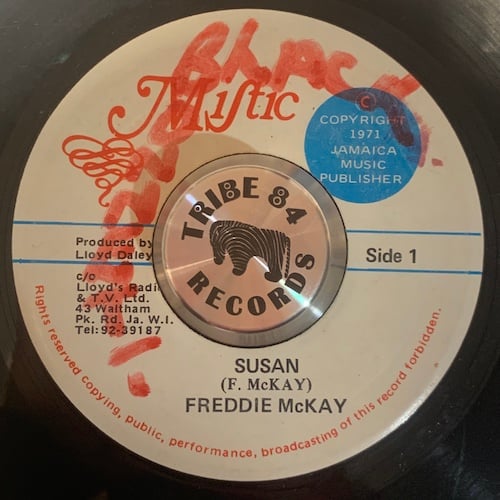 Black
Mistic
©
COPYRIGHT
1971
JAMAICA
MUSIC
PUBLISHER
TRIBE 84
RECORDS
Produced by
Lloyd Daley
Side 1
c/o
Lloyd's Radio
& T.V. Ltd.
43 Waltham
Pk. Rd. Ja. W.I.
Tel: 92-39187
SUSAN
(F. McKAY)
FREDDIE McKAY
Rights reserved copying, public, performance, broadcasting of this record forbidden.